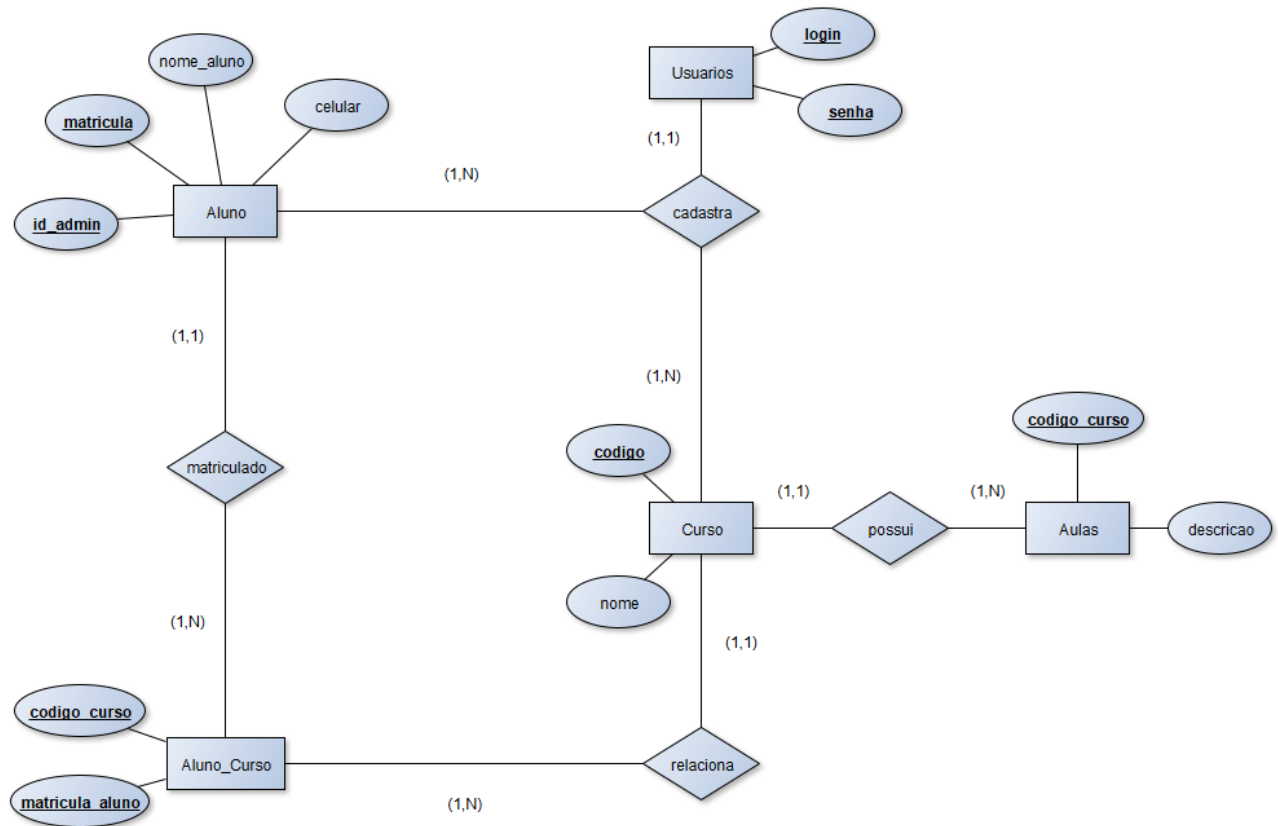 login
nome_aluno
Usuarios
celular
senha
matricula
(1,1)
(1,N)
Aluno
cadastra
id_admin
(1,1)
(1,N)
codigo_curso
codigo
matriculado
(1,1)
(1,N)
Curso
possui
Aulas
descricao
nome
(1,N)
(1,1)
codigo_curso
Aluno_Curso
relaciona
matricula_aluno
(1,N)